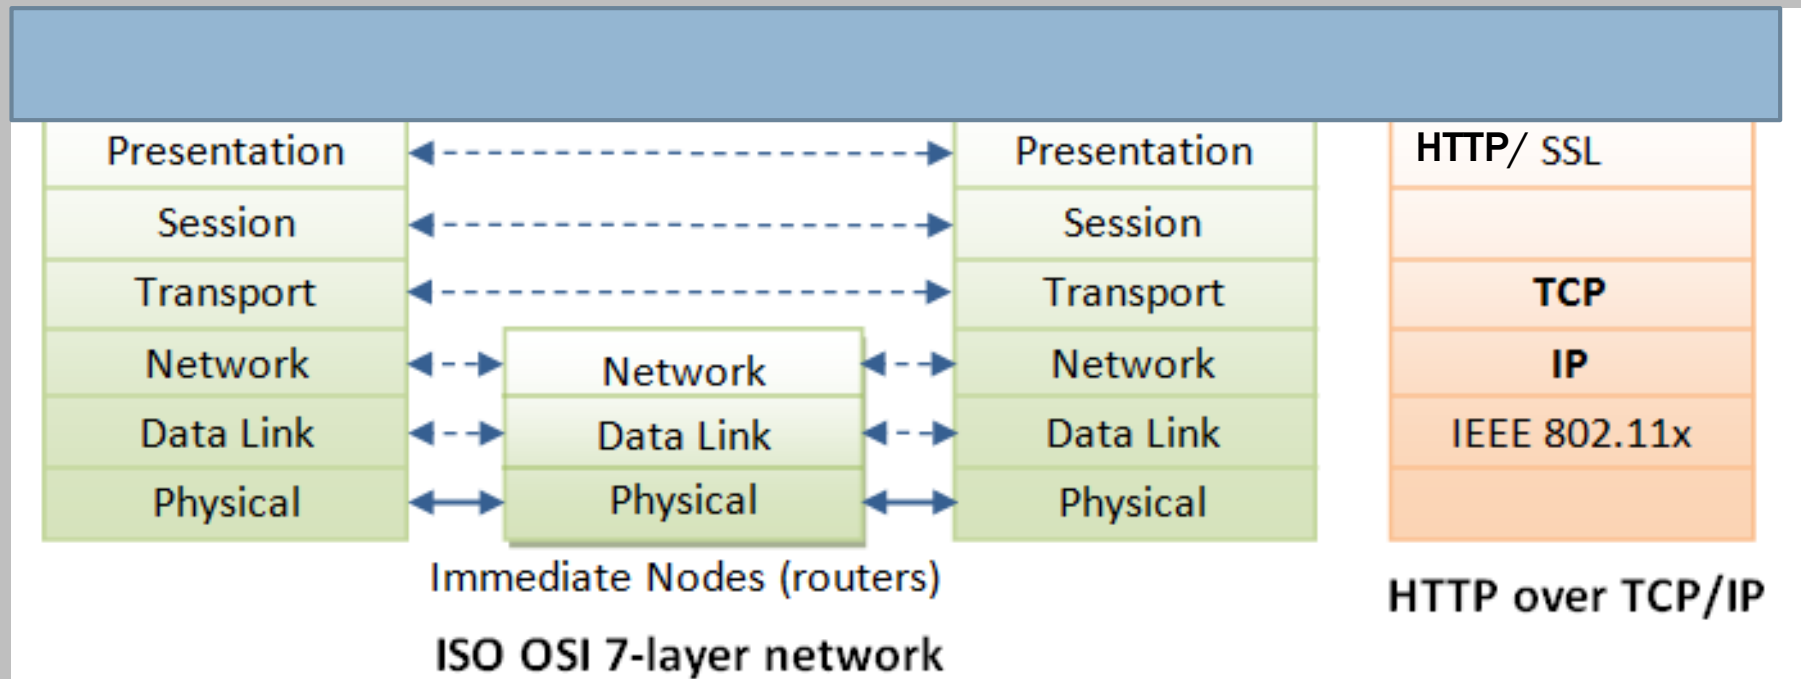 Presentation Presentation HTTP/ SSL
Session Session
Transport Transport TCP
Network Network Network IP
Data Link Data Link Data Link IEEE 802.11x
Physical Physical Physical
Immediate Nodes (routers)
HTTP over TCP/IP
ISO OSI 7-layer network